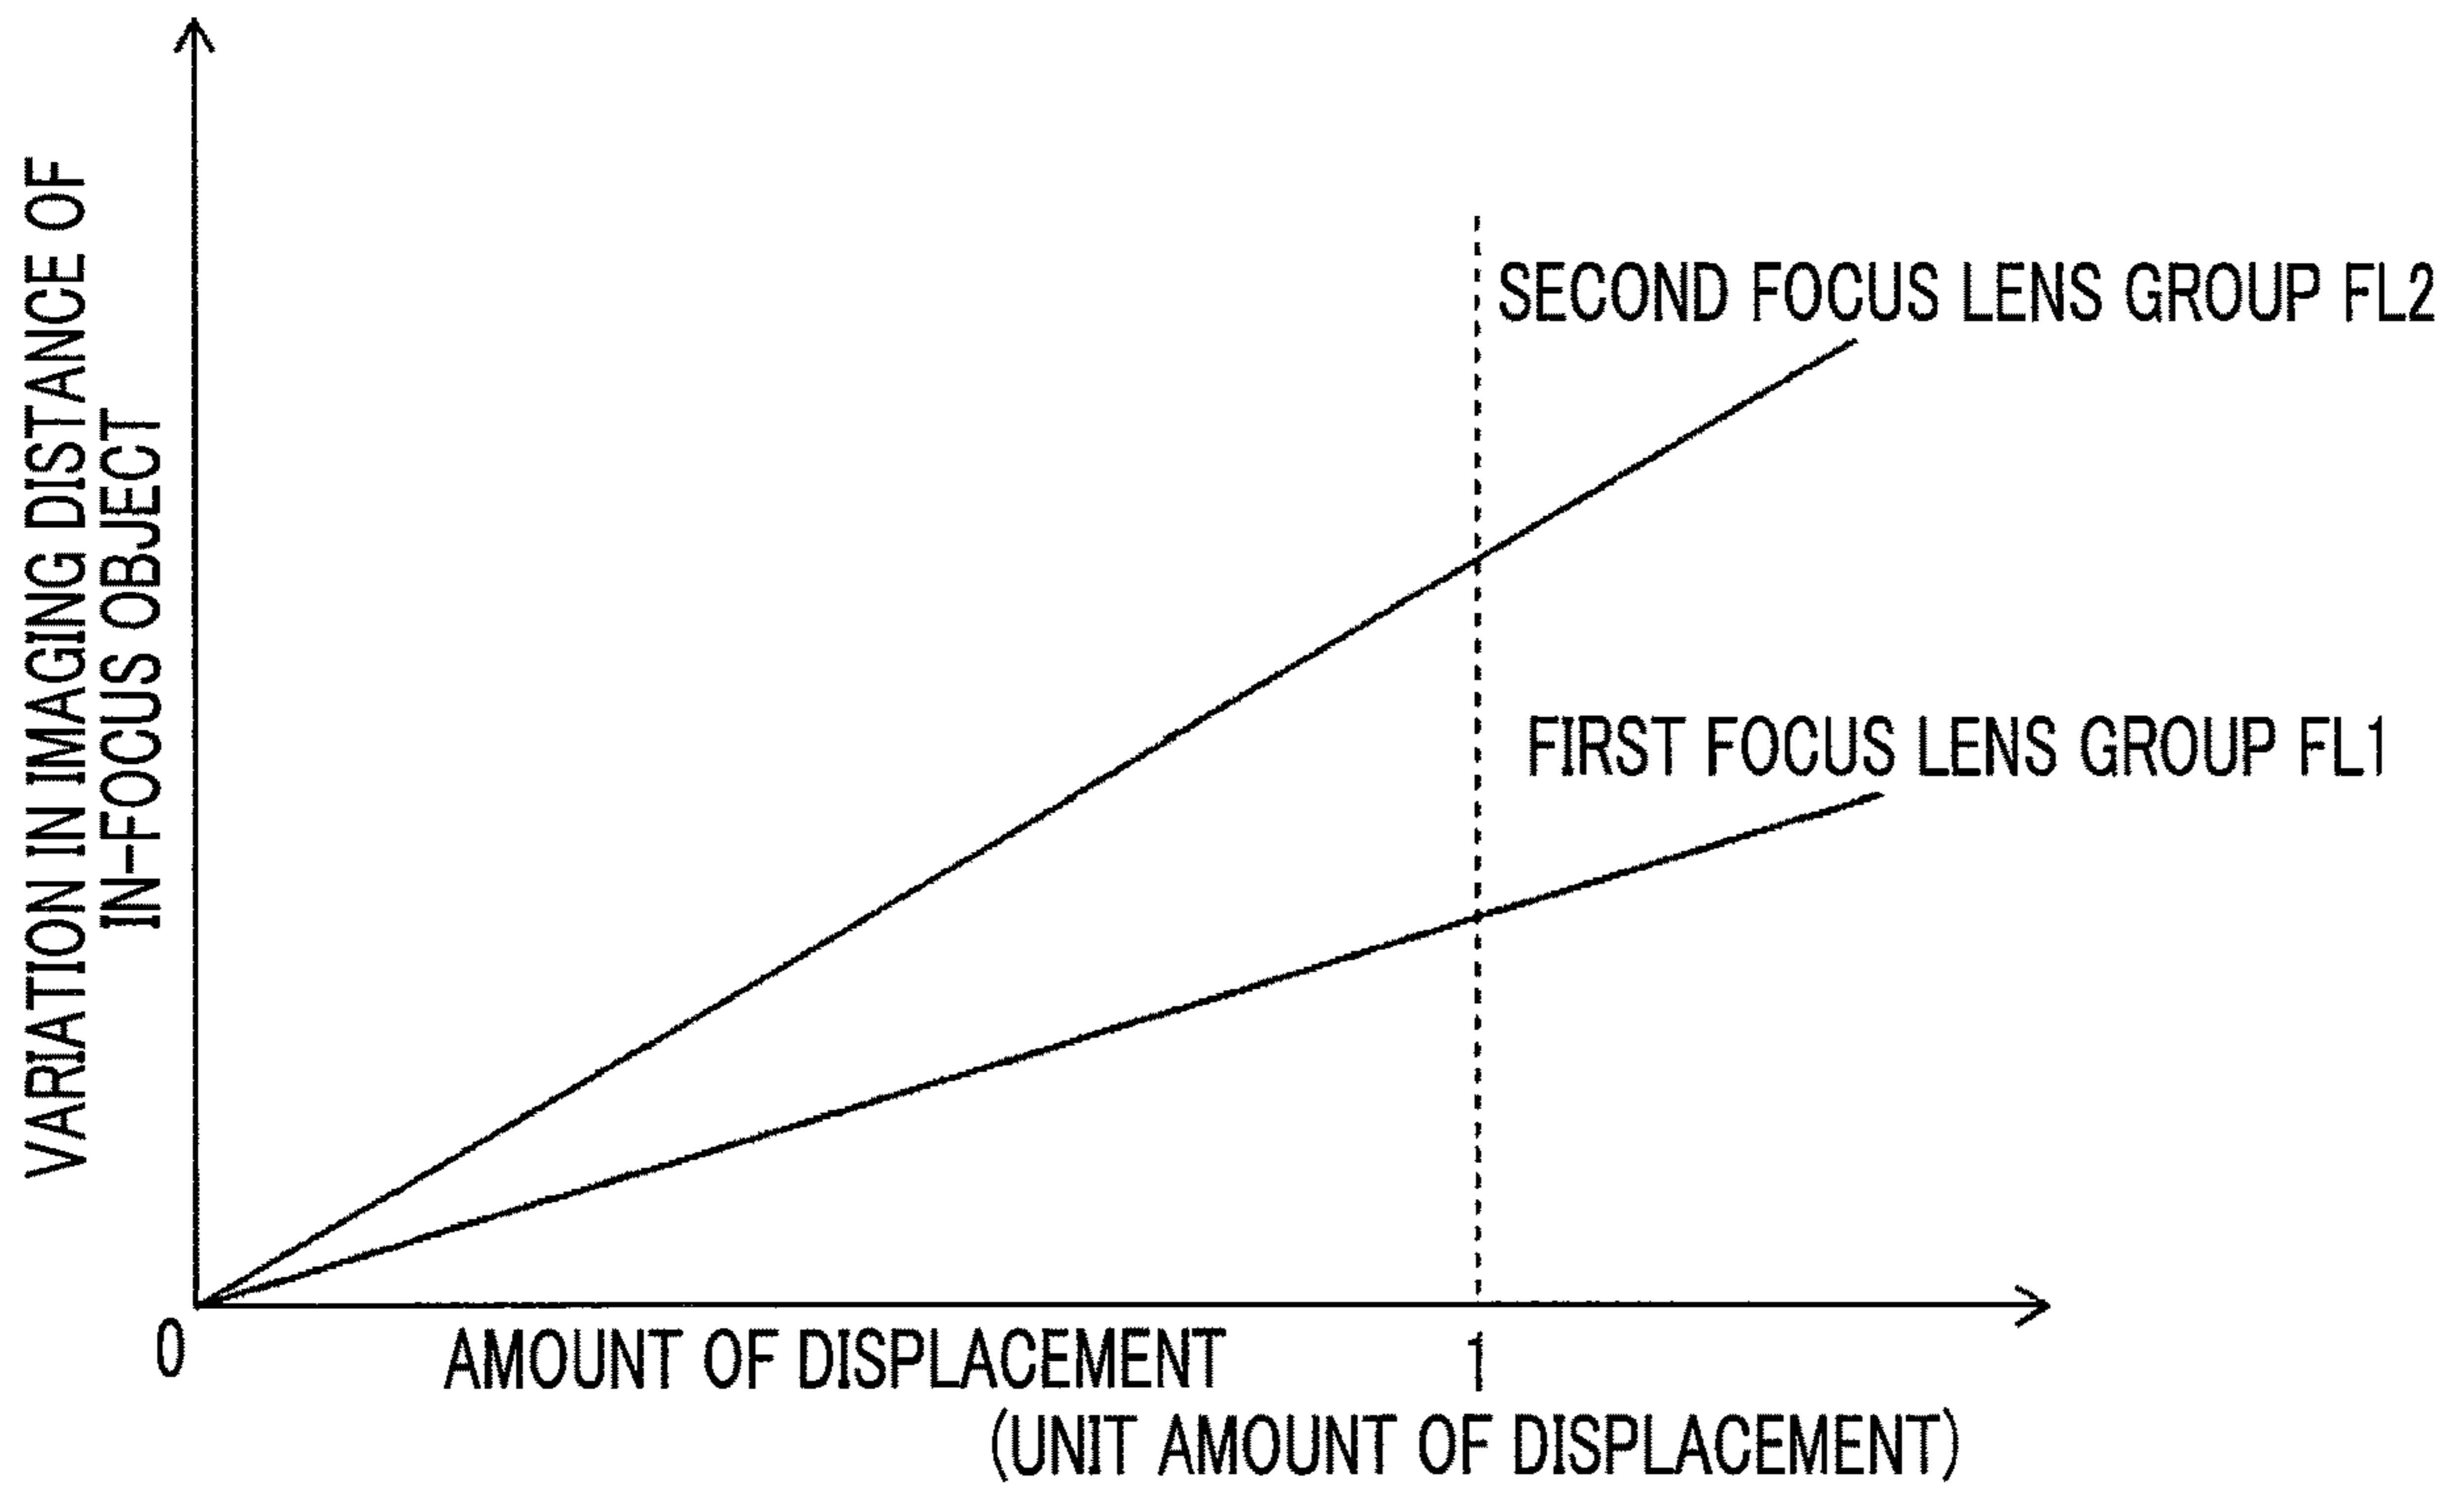 VARIATION IN IMAGING DISTANCE OF
IN-FOCUS OBJECT
SECOND FOCUS LENS GROUP FL2
FIRST FOCUS LENS GROUP FL1
0
AMOUNT OF DISPLACEMENT
1
(UNIT AMOUNT OF DISPLACEMENT)